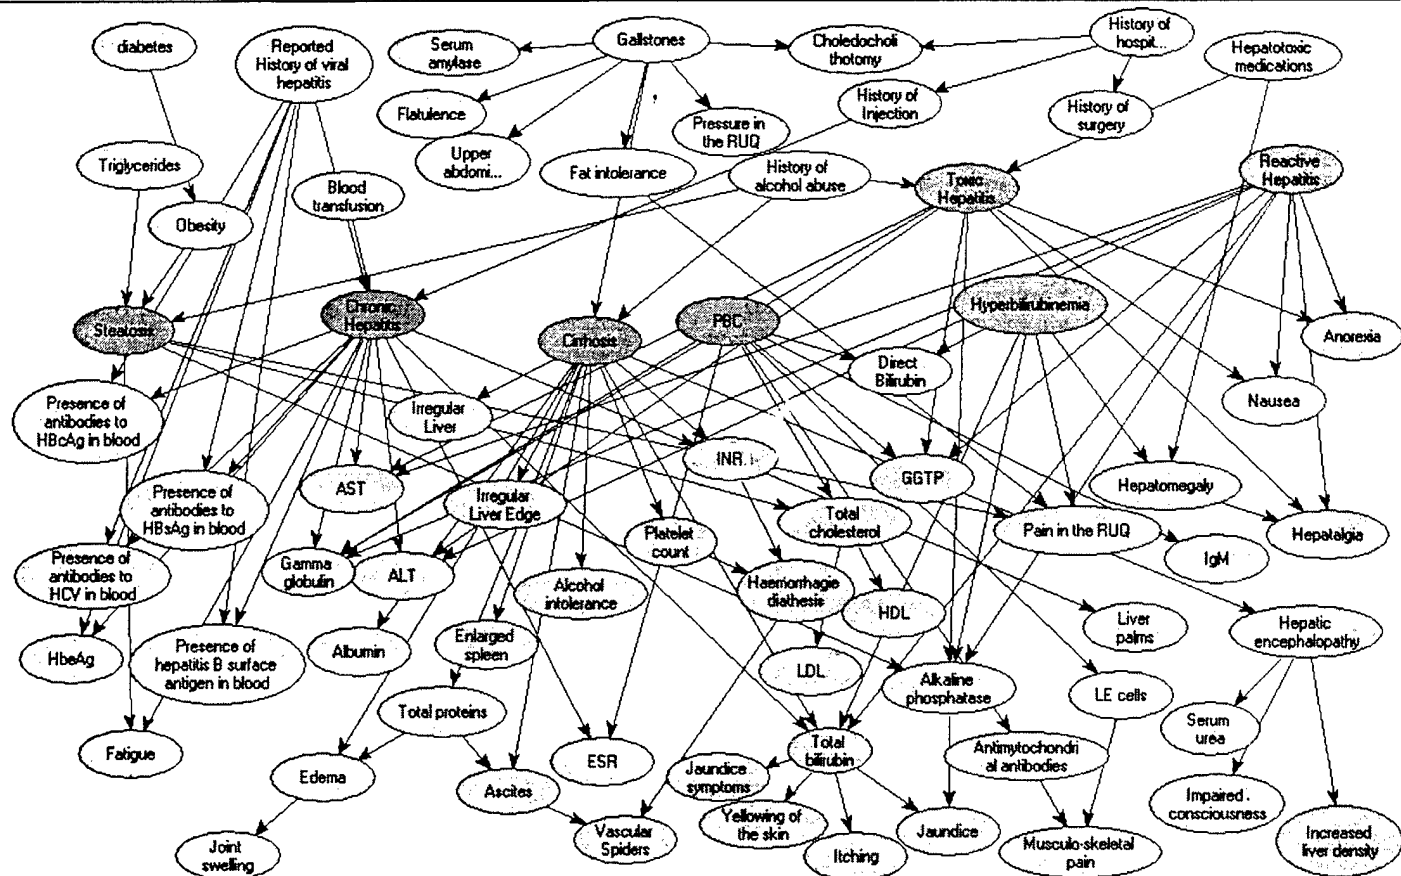 diabetes
Reported
History of viral
hepatitis
Serum
amylase
Gallstones
Choledocholi
thotomy
History of
hospit...
Hepatotoxic
medications
Flatulence
Upper
abdomi...
Pressure in
the RUQ
History of
Injection
History of
surgery
Triglycerides
Obesity
Blood
transfusion
Fat intolerance
History of
alcohol abuse
Toxic
Hepatitis
Reactive
Hepatitis
Steatosis
Chronic
Hepatitis
Cirrhosis
PBC
Hyperbilirubinemia
Direct
Bilirubin
Anorexia
Nausea
Presence of
antibodies to
HBcAg in blood
Irregular
Liver
INR
GGTP
Hepatomegaly
Presence of
antibodies to
HBsAg in blood
AST
Irregular
Liver Edge
Platelet
count
Total
cholesterol
Pain in the RUQ
IgM
Hepatalgia
Presence of
antibodies to
HCV in blood
Gamma
globulin
ALT
Alcohol
intolerance
Haemorrhagie
diathesis
HDL
Liver
palms
Hepatic
encephalopathy
HbeAg
Presence of
hepatitis B surface
antigen in blood
Albumin
Enlarged
spleen
LDL
Alkaline
phosphatase
LE cells
Total proteins
Serum
urea
Fatigue
Edema
ESR
Total
bilirubin
Antimytochondri
al antibodies
Ascites
Jaundice
symptoms
Impaired
consciousness
Yellowing of
the skin
Jaundice
Joint
swelling
Vascular
Spiders
Itching
Musculo-skeletal
pain
Increased
liver density